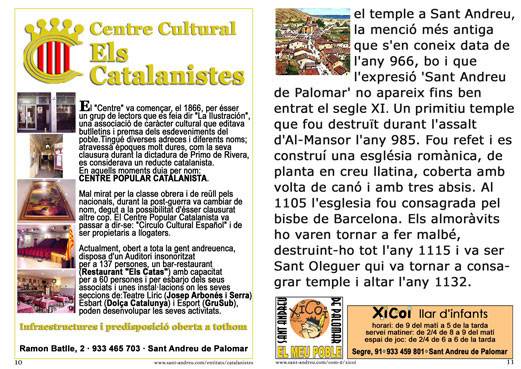 Centre Cultural
Els
Catalanistes
El "Centre" va començar, el 1866, per ésser
un grup de lectors que es feia dir "La Ilustración",
una associació de caràcter cultural que editava
butlletins i premsa dels esdeveniments del
poble.Tingué diverses adreces i diferents noms;
atravessà èpoques molt dures, com la seva
clausura durant la dictadura de Primo de Rivera,
es considerava un reducte catalanista.
En aquells moments duia per nom:
CENTRE POPULAR CATALANISTA.
Mal mirat per la classe obrera i de reüll pels
nacionals, durant la post-guerra va cambiar de
nom, degut a la possibilitat d'ésser clausurat
altre cop. El Centre Popular Catalanista va
passar a dir-se: "Circulo Cultural Español" i de
ser propietaris a llogaters.
Actualment, obert a tota la gent andreuenca,
disposa d'un Auditori insonoritzat
per a 137 persones, un bar-restaurant
(Restaurant "Els Catas") amb capacitat
per a 60 persones i per esbarjo dels seus
associats i unes instal·lacions on les seves
seccions de:Teatre Líric (Josep Arbonés i Serra)
Esbart (Dolça Catalunya) i Esport (GruSub),
poden desenvolupar les seves activitats.
Infraestructures i predisposició oberta a tothom
Ramon Batlle, 2 · 933 465 703 · Sant Andreu de Palomar
10
www.sant-andreu.com/entitats/catalanistes
el temple a Sant Andreu,
la menció més antiga
que s'en coneix data de
l'any 966, bo i que
l'expresió 'Sant Andreu
de Palomar' no apareix fins ben
entrat el segle XI. Un primitiu temple
que fou destruït durant l'assalt
d'Al-Mansor l'any 985. Fou refet i es
construí una església romànica, de
planta en creu llatina, coberta amb
volta de canó i amb tres absis. Al
1105 l'església fou consagrada pel
bisbe de Barcelona. Els almoràvits
ho varen tornar a fer malbé,
destruint-ho tot l'any 1115 i va ser
Sant Oleguer qui va tornar a consa-
grar temple i altar l'any 1132.
SANT ANDREU
XiCoi
DE PALOMAR
EL MEU POBLE
XiCoi llar d'infants
horari: de 9 del matí a 5 de la tarda
servei matiner: de 2/4 de 8 a 9 del matí
espai de joc: de 2/4 de 6 a 8 de la tarda
Segre, 91 · 933 459 801 · Sant Andreu de Palomar
www.sant-andreu.com/com-d/xicoi
11